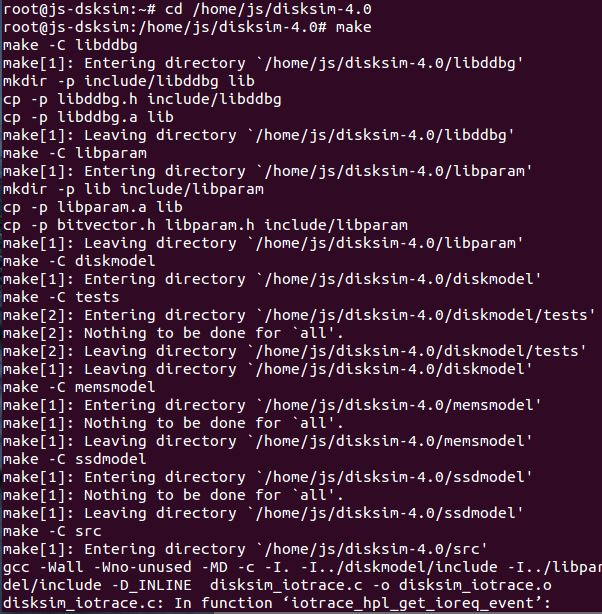 root@js-dsksim:~# cd /home/js/disksim-4.0
root@js-dsksim:/home/js/disksim-4.0# make
make -C libddbg
make[1]: Entering directory `/home/js/disksim-4.0/libddbg'
mkdir -p include/libddbg lib
cp -p libddbg.h include/libddbg
cp -p libddbg.a lib
make[1]: Leaving directory `/home/js/disksim-4.0/libddbg'
make -C libparam
make[1]: Entering directory `/home/js/disksim-4.0/libparam'
mkdir -p lib include/libparam
cp -p libparam.a lib
cp -p bitvector.h libparam.h include/libparam
make[1]: Leaving directory `/home/js/disksim-4.0/libparam'
make -C diskmodel
make[1]: Entering directory `/home/js/disksim-4.0/diskmodel'
make -C tests
make[2]: Entering directory `/home/js/disksim-4.0/diskmodel/tests'
make[2]: Nothing to be done for `all'.
make[2]: Leaving directory `/home/js/disksim-4.0/diskmodel/tests'
make[1]: Leaving directory `/home/js/disksim-4.0/diskmodel'
make -C memsmodel
make[1]: Entering directory `/home/js/disksim-4.0/memsmodel'
make[1]: Nothing to be done for `all'.
make[1]: Leaving directory `/home/js/disksim-4.0/memsmodel'
make -C ssdmodel
make[1]: Entering directory `/home/js/disksim-4.0/ssdmodel'
make[1]: Nothing to be done for `all'.
make[1]: Leaving directory `/home/js/disksim-4.0/ssdmodel'
make -C src
make[1]: Entering directory `/home/js/disksim-4.0/src'
gcc -Wall -Wno-unused -MD -c -I. -I../diskmodel/include -I../libpar
del/include -D_INLINE  disksim_iotrace.c -o disksim_iotrace.o
disksim_iotrace.c: In function ‘iotrace_hpl_get_ioreq_event’: